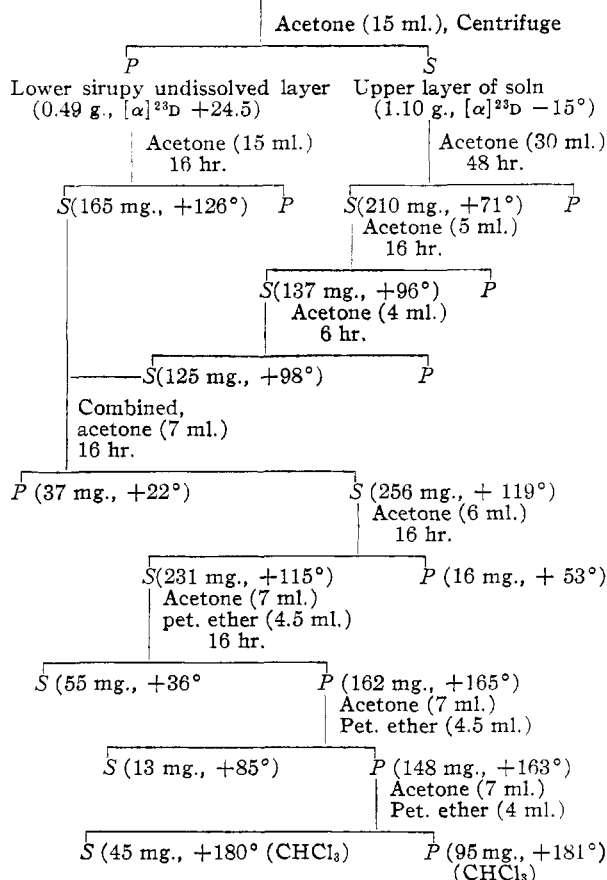 Acetone (15 ml.), Centrifuge
P S
Lower sirupy undissolved layer Upper layer of soln
(0.49 g., [α]²³D +24.5) (1.10 g., [α]²³D −15°)
Acetone (15 ml.) Acetone (30 ml.)
16 hr. 48 hr.
S(165 mg., +126°) P S(210 mg., +71°) P
Acetone (5 ml.)
16 hr.
S(137 mg., +96°) P
Acetone (4 ml.)
6 hr.
S(125 mg., +98°) P
Combined,
acetone (7 ml.)
16 hr.
P (37 mg., +22°) S (256 mg., + 119°)
Acetone (6 ml.)
16 hr.
S(231 mg., +115°) P (16 mg., + 53°)
Acetone (7 ml.)
pet. ether (4.5 ml.)
16 hr.
S (55 mg., +36° P (162 mg., +165°)
Acetone (7 ml.)
Pet. ether (4.5 ml.)
S (13 mg., +85°) P (148 mg., +163°)
Acetone (7 ml.)
Pet. ether (4 ml.)
S (45 mg., +180° (CHCl₃) P (95 mg., +181°)
(CHCl₃)